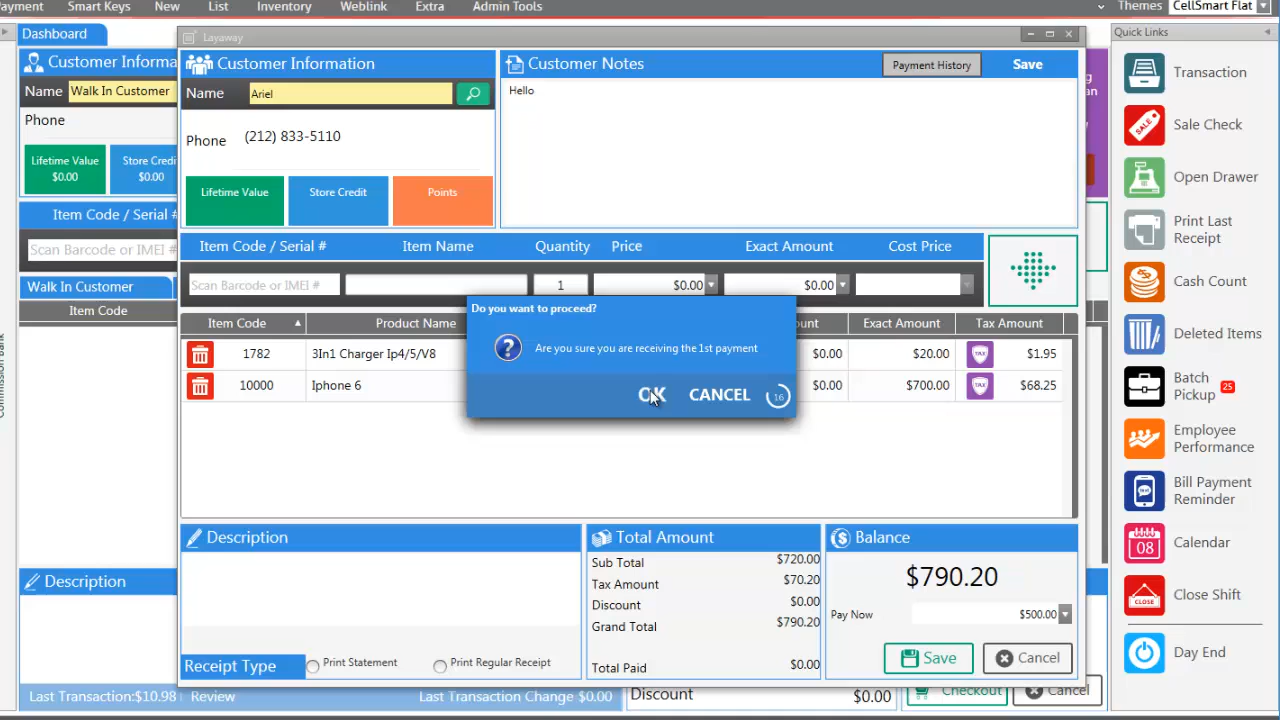 Payment Smart Keys New List Inventory Weblink Extra Admin Tools Themes CellSmart Flat
Dashboard
Layaway
Quick Links
Customer Informa
Name Walk In Customer
Phone
Lifetime Value
$0.00
Store Credi
$0.00
Item Code / Serial #
Scan Barcode or IMEI #
Walk In Customer
Item Code
Customer Information
Name Ariel
Phone (212) 833-5110
Lifetime Value Store Credit Points
Customer Notes Payment History Save
Hello
Item Code / Serial # Item Name Quantity Price Exact Amount Cost Price
Scan Barcode or IMEI # 1 $0.00 $0.00
Item Code Product Name ount Exact Amount Tax Amount
1782 3In1 Charger Ip4/5/V8 $0.00 $20.00 TAX $1.95
10000 Iphone 6 $0.00 $700.00 TAX $68.25
Do you want to proceed?
? Are you sure you are receiving the 1st payment
OK CANCEL 16
Description
Receipt Type Print Statement Print Regular Receipt
Total Amount
Sub Total $720.00
Tax Amount $70.20
Discount $0.00
Grand Total $790.20
Total Paid $0.00
Balance
$790.20
Pay Now $500.00
Save Cancel
Description
Last Transaction:$10.98 Review Last Transaction Change $0.00
Discount $0.00 Checkout Cancel
Transaction
SALE
Sale Check
Open Drawer
Print Last
Receipt
Cash Count
Deleted Items
Batch
Pickup 25
Employee
Performance
Bill Payment
Reminder
08
Calendar
CLOSE
Close Shift
Day End